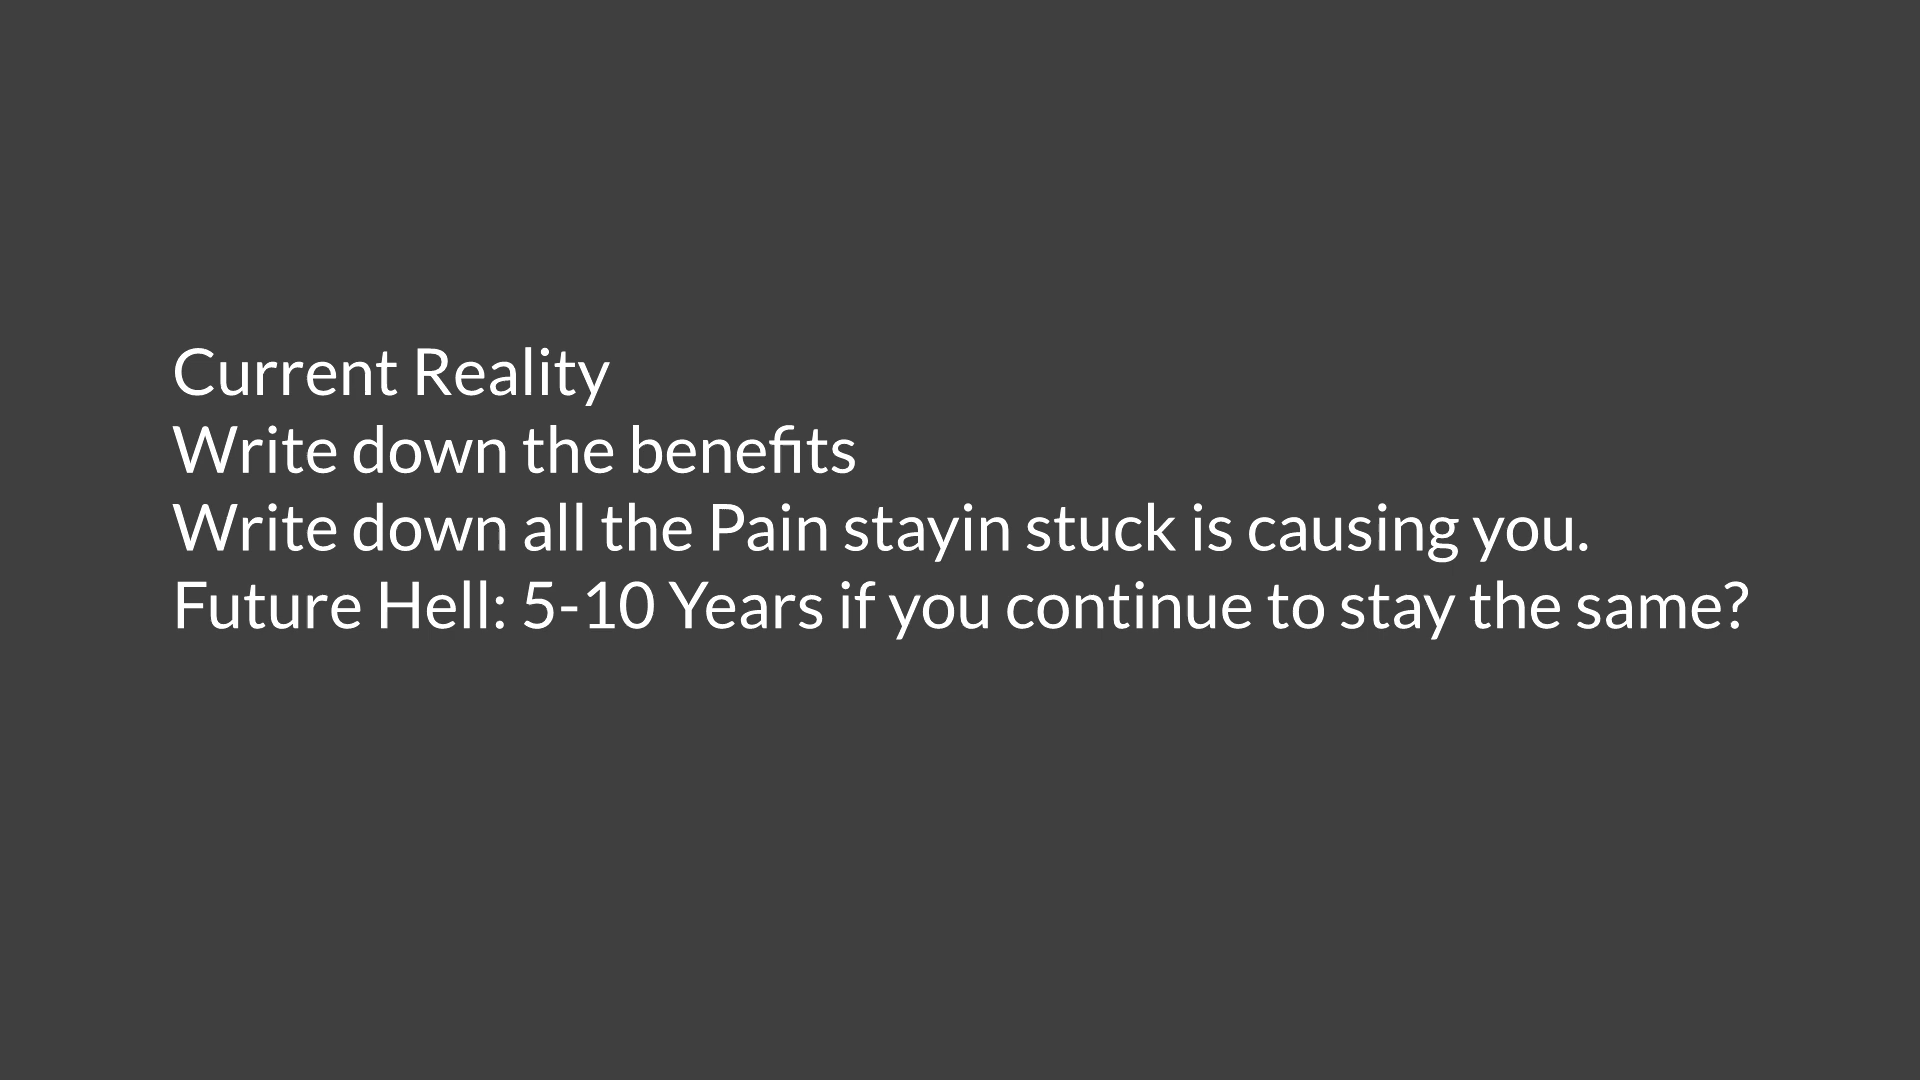 Current Reality
Write down the benefits
Write down all the Pain stayin stuck is causing you.
Future Hell: 5-10 Years if you continue to stay the same?